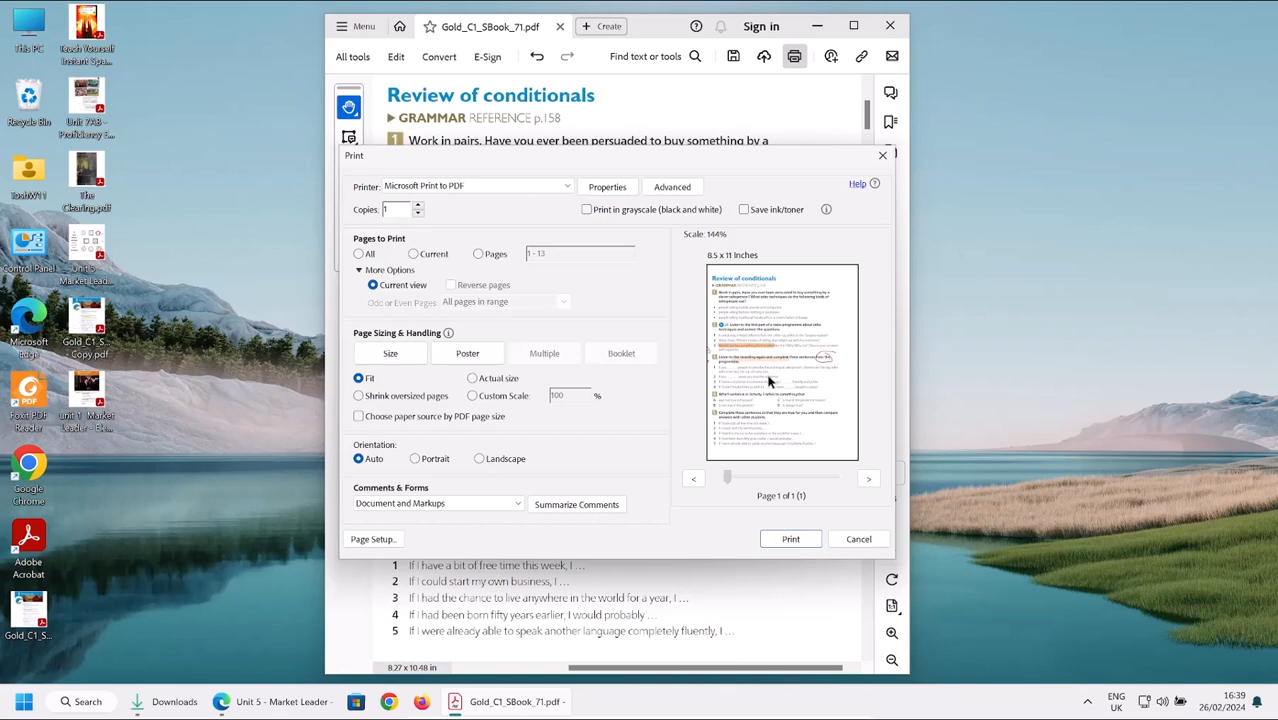 This PC
Teach Yourself
Instant Spa...
Recycle Bin
Unit 7AB -
Proficiency E...
ToshW11
The
Clearing.pdf
Control Panel
Unit 5 -
Market Lead...
Copy.pdf
Unit 1 -
Market Leader...
Google
Chrome
Adobe
Acrobat
Gold_C1_S...
Menu
Gold_C1_SBook_71.pdf
Create
Sign in
All tools
Edit
Convert
E-Sign
Find text or tools
Review of conditionals
GRAMMAR REFERENCE p.158
1 Work in pairs. Have you ever been persuaded to buy something by a
Print
Printer: Microsoft Print to PDF
Properties
Advanced
Help
Copies: 1
Print in grayscale (black and white)
Save ink/toner
Pages to Print
All
Current
Pages
1 - 13
More Options
Current view
Reverse pages
Odd or Even Pages: All pages in range
Page Sizing & Handling
Size
Poster
Multiple
Booklet
Fit
Actual size
Shrink oversized pages
Custom Scale: 100 %
Choose paper source by PDF page size
Orientation:
Auto
Portrait
Landscape
Comments & Forms
Document and Markups
Summarize Comments
Scale: 144%
8.5 x 11 Inches
Review of conditionals
<
>
Page 1 of 1 (1)
Page Setup...
Print
Cancel
1 If I have a bit of free time this week, I ...
2 If I could start my own business, I ...
3 If I had the chance to live anywhere in the world for a year, I ...
4 If I had been born fifty years earlier, I would probably ...
5 If I were already able to speak another language completely fluently, I ...
8.27 x 10.48 in
Search
Downloads
Unit 5 - Market Leader -
Gold_C1_SBook_71.pdf -
ENG
UK
16:39
26/02/2024